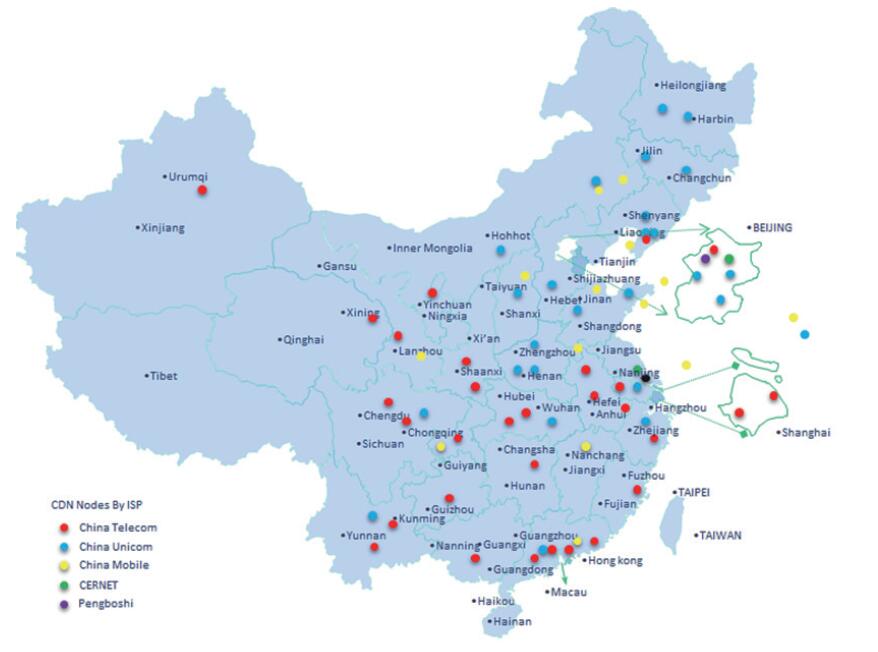 Heilongjiang
Harbin
Jilin
Changchun
Urumqi
Shenyang
Xinjiang
Liaoning
BEIJING
Hohhot
Inner Mongolia
Gansu
Tianjin
Shijiazhuang
Taiyuan
Hebei
Jinan
Yinchuan
Xining
Ningxia
Shanxi
Shangdong
Qinghai
Xi'an
Lanzhou
Zhengzhou
Jiangsu
Tibet
Shaanxi
Henan
Nanjing
Hubei
Hefei
Wuhan
Anhui
Hangzhou
Chengdu
Chongqing
Zhejiang
Shanghai
Sichuan
Changsha
Nanchang
Guiyang
Jiangxi
Hunan
Fuzhou
TAIPEI
CDN Nodes By ISP
Guizhou
Fujian
China Telecom
Kunming
Yunnan
Guangzhou
TAIWAN
China Unicom
Nanning
Guangxi
Hong kong
China Mobile
Guangdong
CERNET
Macau
Pengboshi
Haikou
Hainan